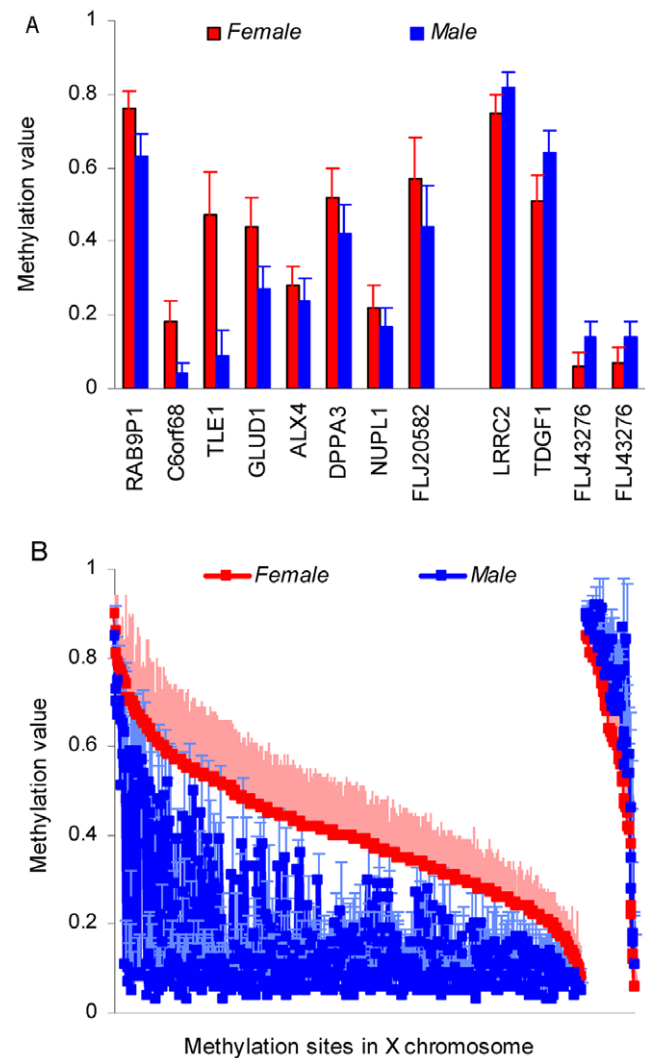 A
Female Male
Methylation value
1
0.8
0.6
0.4
0.2
0
RAB9P1
C6orf68
TLE1
GLUD1
ALX4
DPPA3
NUPL1
FLJ20582
LRRC2
TDGF1
FLJ43276
FLJ43276
B
Female Male
Methylation value
1
0.8
0.6
0.4
0.2
0
Methylation sites in X chromosome